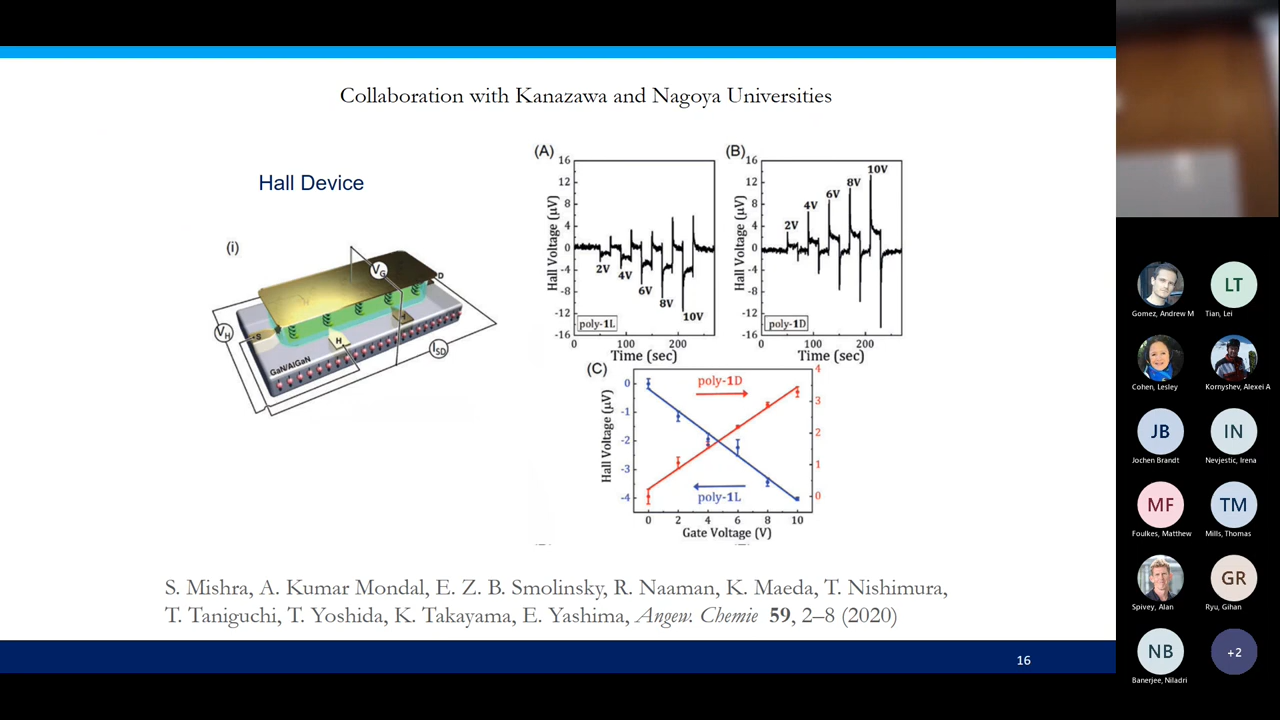 Collaboration with Kanazawa and Nagoya Universities
Hall Device
(i)
VG
D
VH
S
H
H
ISD
GaN/AlGaN
(A)
16
12
8
4
0
-4
-8
-12
-16
Hall Voltage (µV)
2V
4V
6V
8V
10V
poly-1L
0
100
200
Time (sec)
(B)
16
12
8
4
0
-4
-8
-12
-16
Hall Voltage (µV)
2V
4V
6V
8V
10V
poly-1D
0
100
200
Time (sec)
(C)
0
-1
-2
-3
-4
Hall Voltage (µV)
poly-1D
poly-1L
4
3
2
1
0
0
2
4
6
8
10
Gate Voltage (V)
S. Mishra, A. Kumar Mondal, E. Z. B. Smolinsky, R. Naaman, K. Maeda, T. Nishimura,
T. Taniguchi, T. Yoshida, K. Takayama, E. Yashima, Angew. Chemie 59, 2–8 (2020)
16
Gomez, Andrew M
LT
Tian, Lei
Cohen, Lesley
Kornyshev, Alexei A
JB
Jochen Brandt
IN
Nevjestic, Irena
MF
Foulkes, Matthew
TM
Mills, Thomas
Spivey, Alan
GR
Ryu, Gihan
NB
Banerjee, Niladri
+2